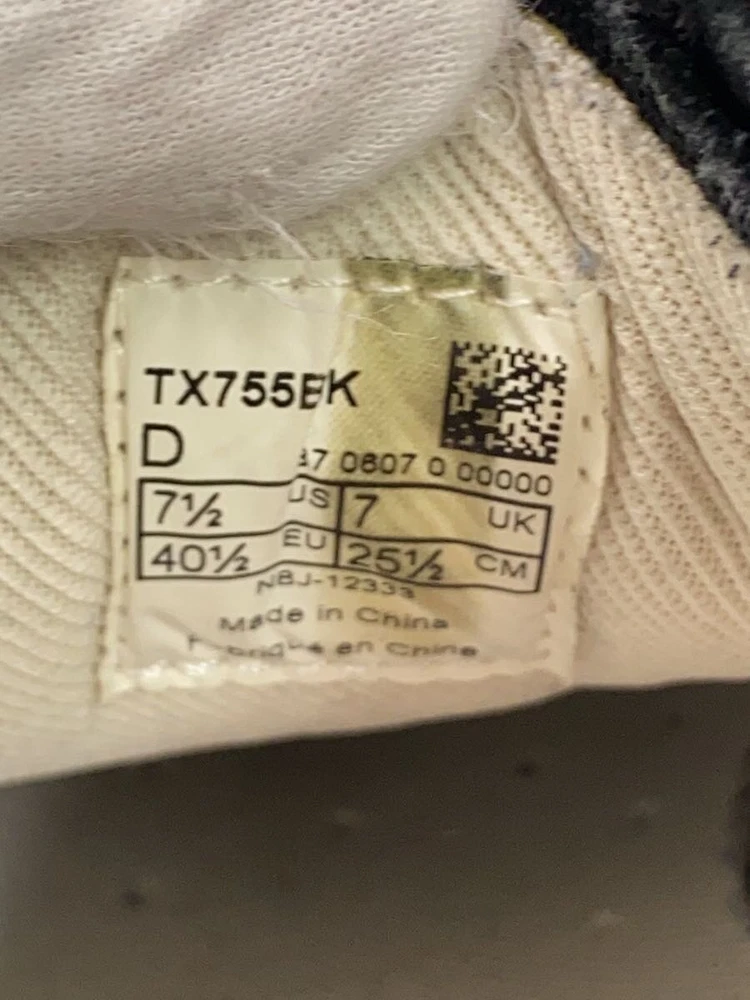 TX755BK
D
37 0607 0 00000
7½ US 7 UK
40½ EU 25½ CM
NBJ-12333
Made in China
en Chine